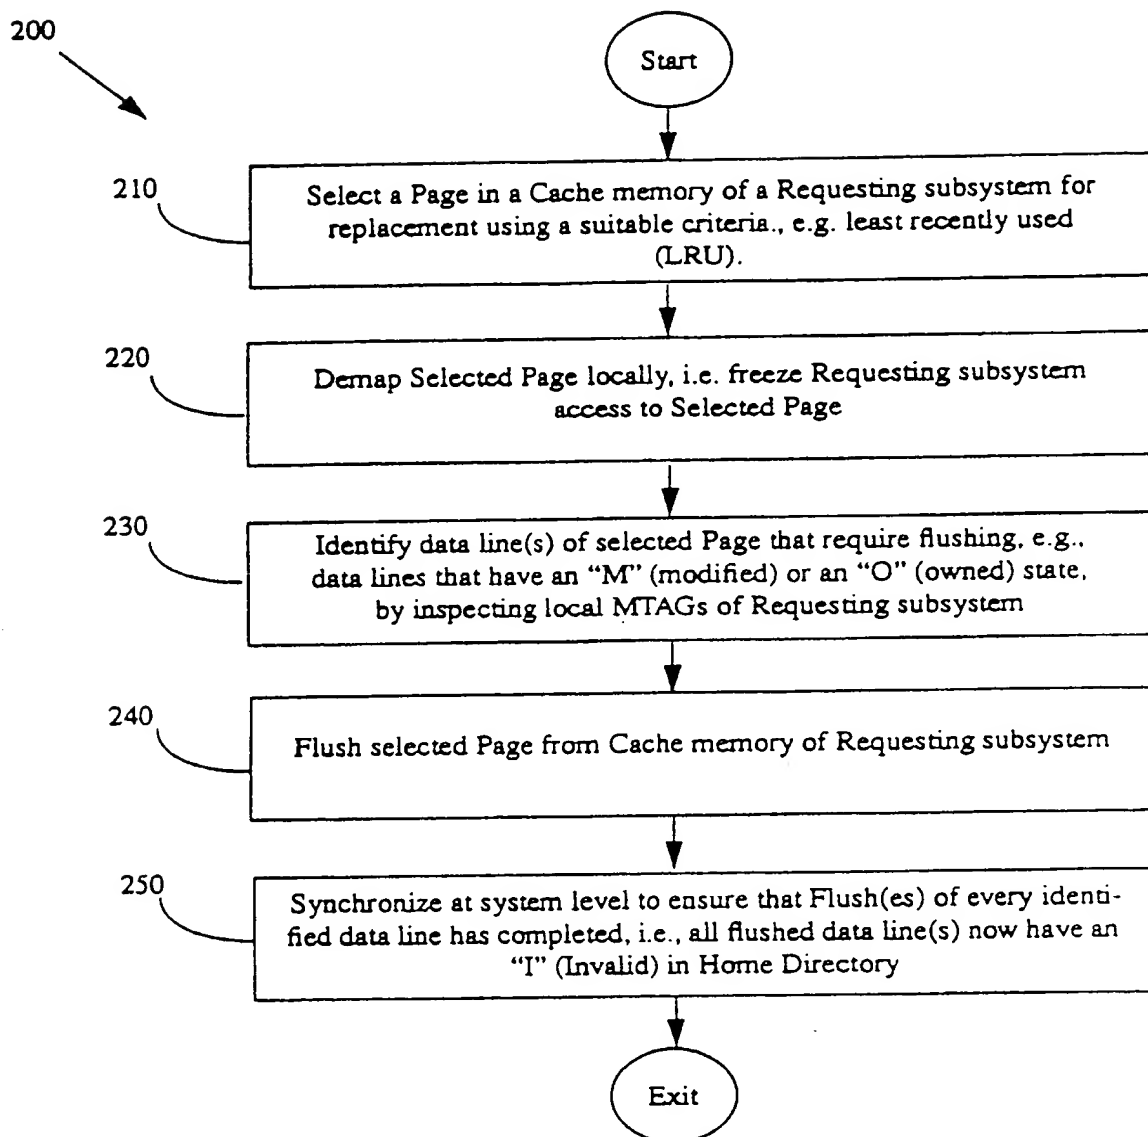 200
Start
210
Select a Page in a Cache memory of a Requesting subsystem for
replacement using a suitable criteria., e.g. least recently used
(LRU).
220
Demap Selected Page locally, i.e. freeze Requesting subsystem
access to Selected Page
230
Identify data line(s) of selected Page that require flushing, e.g.,
data lines that have an “M” (modified) or an “O” (owned) state,
by inspecting local MTAGs of Requesting subsystem
240
Flush selected Page from Cache memory of Requesting subsystem
250
Synchronize at system level to ensure that Flush(es) of every identi-
fied data line has completed, i.e., all flushed data line(s) now have an
“I” (Invalid) in Home Directory
Exit